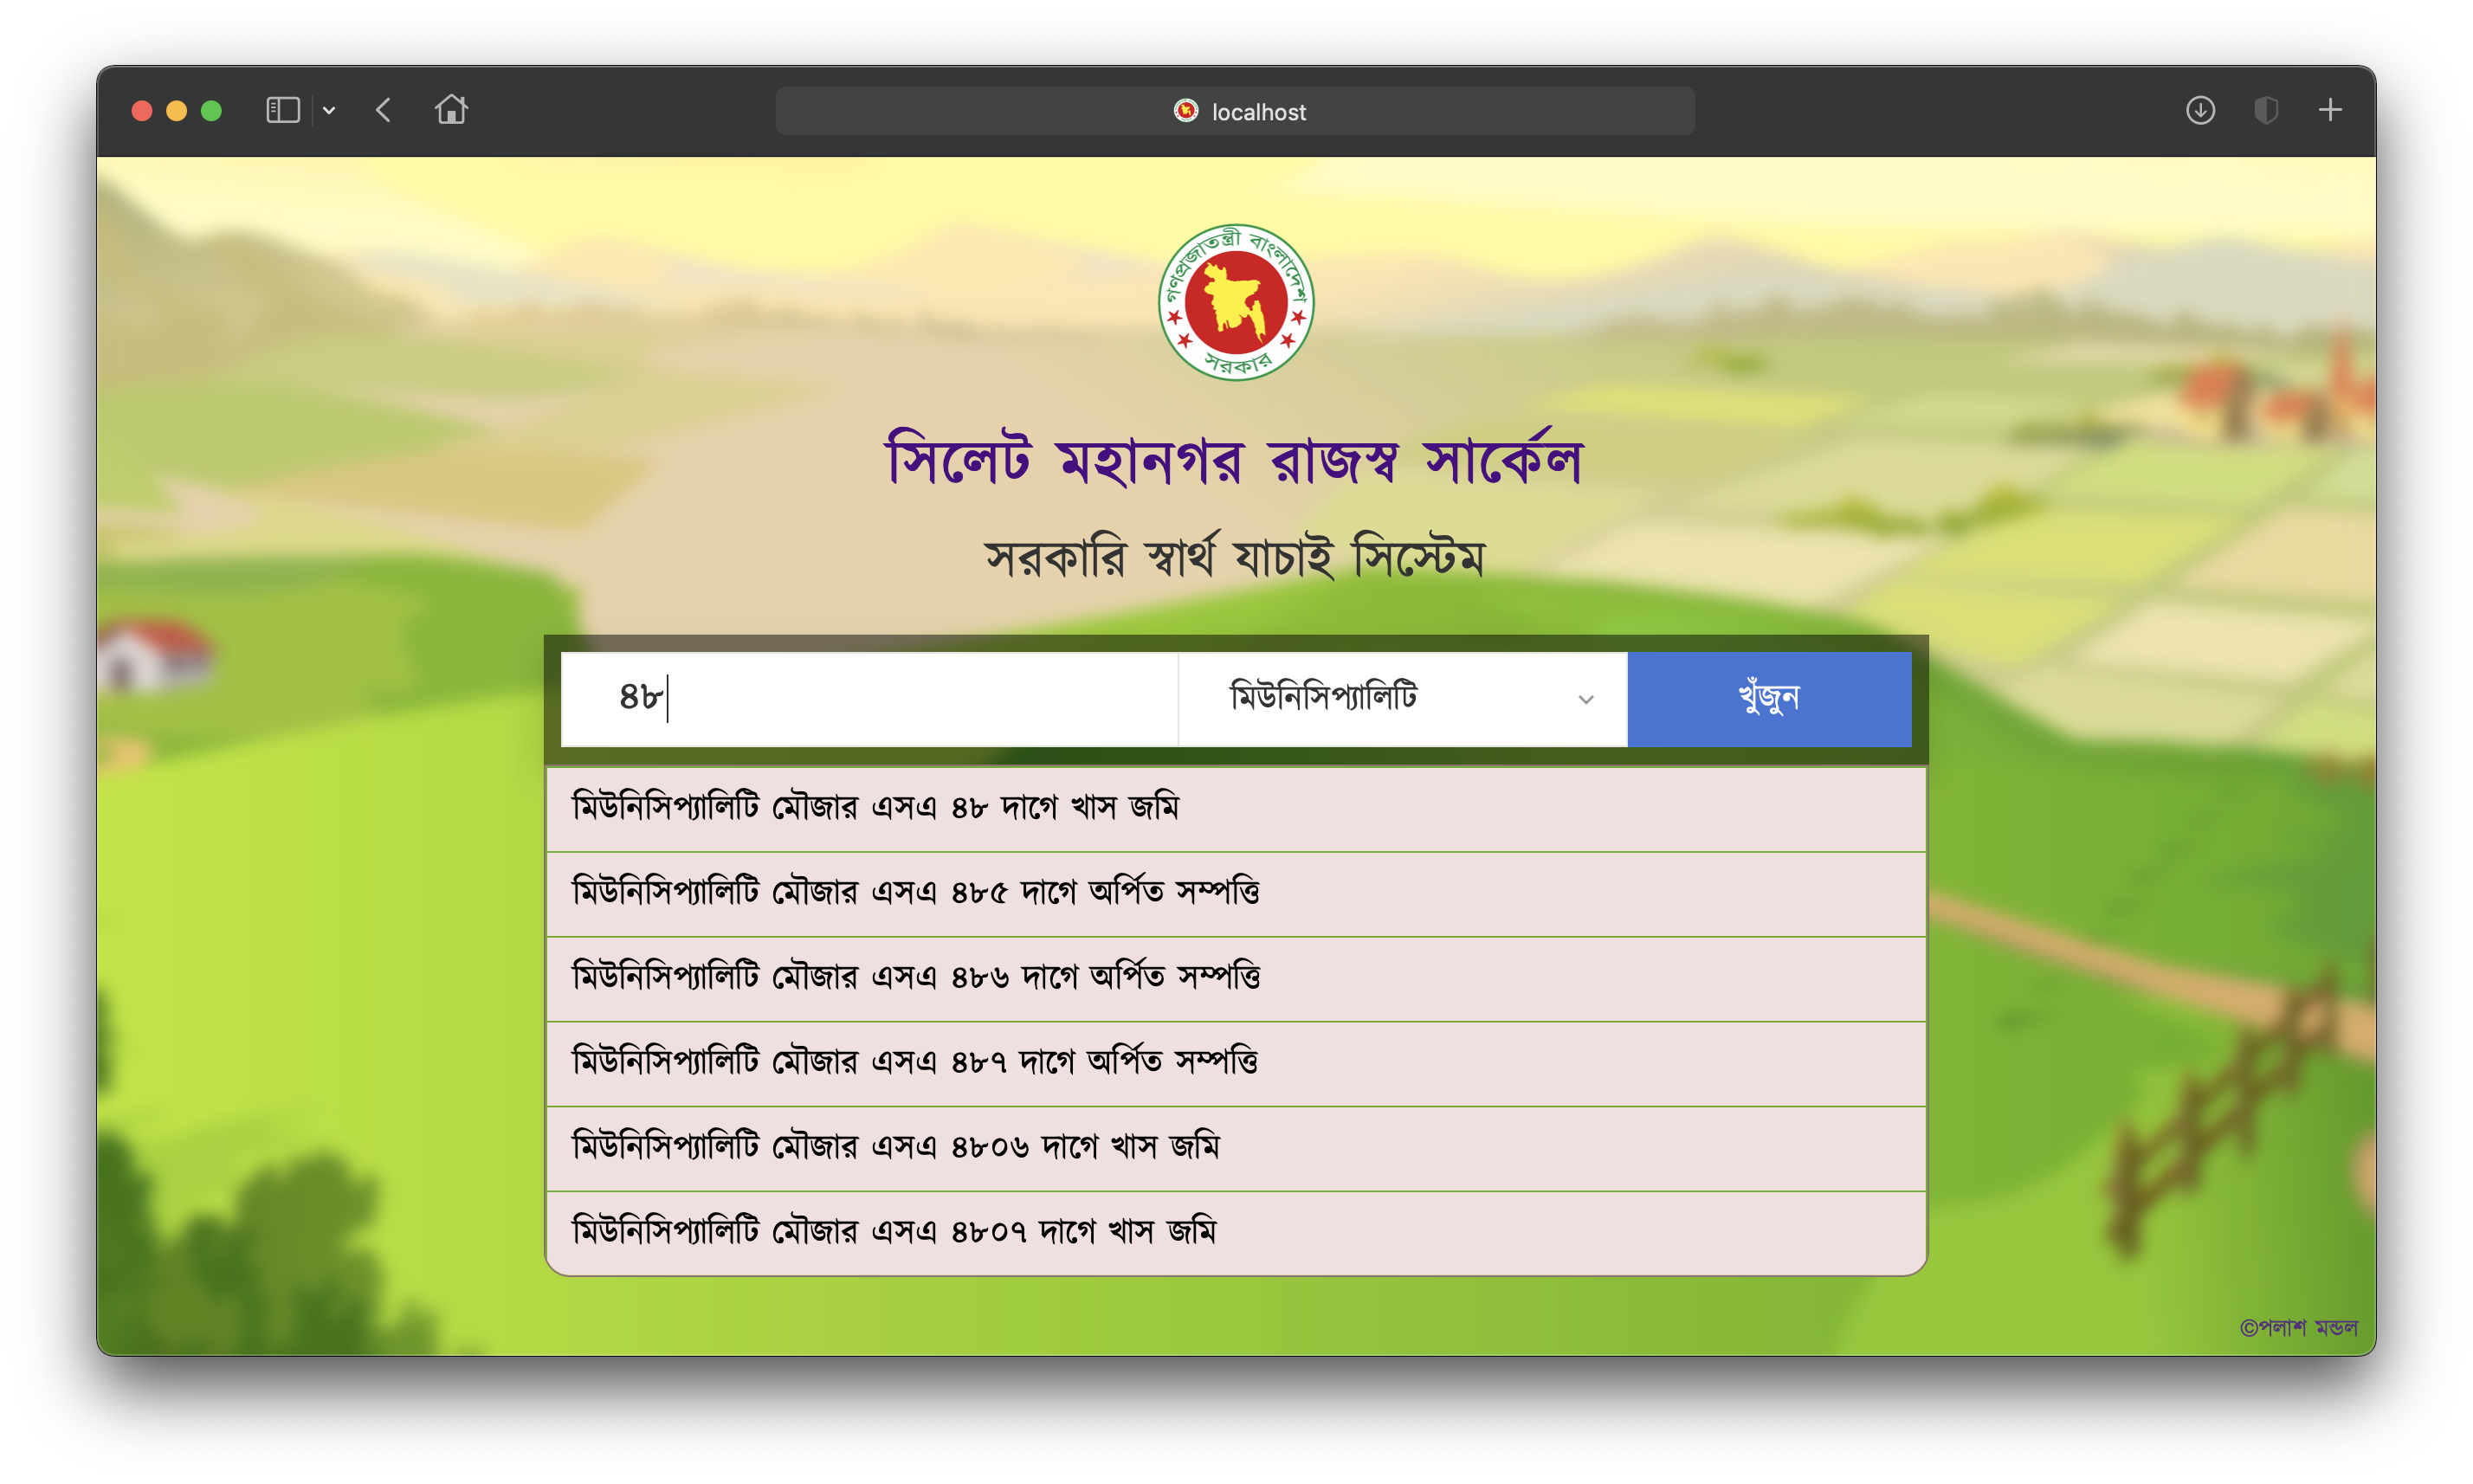 localhost
গণপ্রজাতন্ত্রী বাংলাদেশ
সরকার
সিলেট মহানগর রাজস্ব সার্কেল
সরকারি স্বার্থ যাচাই সিস্টেম
৪৮ মিউনিসিপ্যালিটি খুঁজুন
মিউনিসিপ্যালিটি মৌজার এসএ ৪৮ দাগে খাস জমি
মিউনিসিপ্যালিটি মৌজার এসএ ৪৮৫ দাগে অর্পিত সম্পত্তি
মিউনিসিপ্যালিটি মৌজার এসএ ৪৮৬ দাগে অর্পিত সম্পত্তি
মিউনিসিপ্যালিটি মৌজার এসএ ৪৮৭ দাগে অর্পিত সম্পত্তি
মিউনিসিপ্যালিটি মৌজার এসএ ৪৮০৬ দাগে খাস জমি
মিউনিসিপ্যালিটি মৌজার এসএ ৪৮০৭ দাগে খাস জমি
©পলাশ মন্ডল